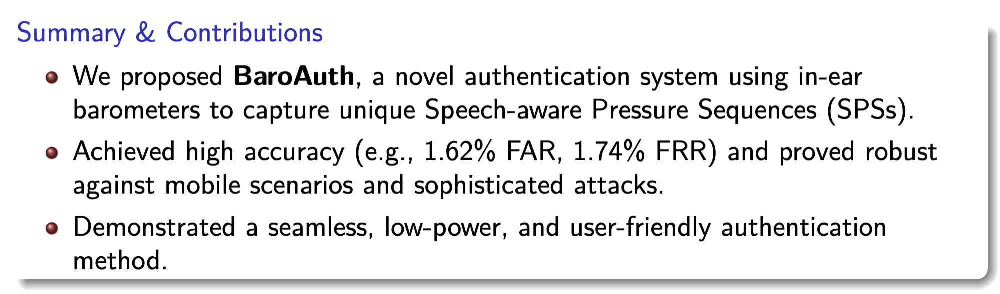 Summary & Contributions
We proposed BaroAuth, a novel authentication system using in-ear
barometers to capture unique Speech-aware Pressure Sequences (SPSs).
Achieved high accuracy (e.g., 1.62% FAR, 1.74% FRR) and proved robust
against mobile scenarios and sophisticated attacks.
Demonstrated a seamless, low-power, and user-friendly authentication
method.